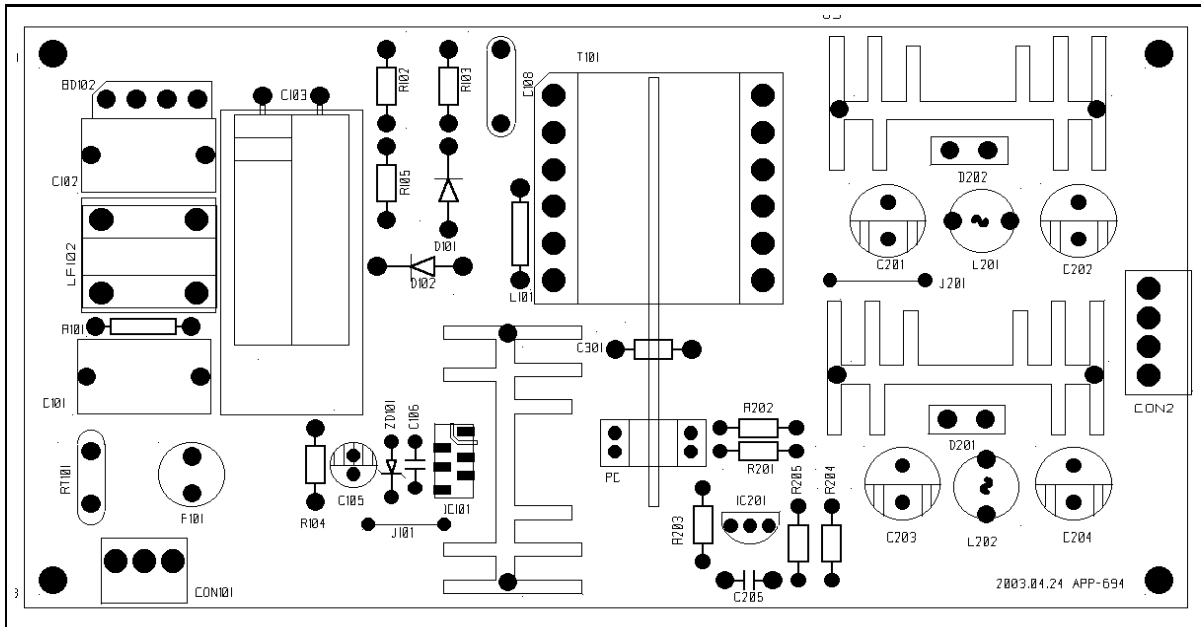 T101
BD102
C103
R102
R103
C108
C102
R105
D202
LF102
D101
D102
L101
C201
L201
C202
J201
R101
C301
C101
ZD101
C106
R202
CON2
D201
R201
RT101
F101
C105
IC101
PC
R205
R204
R104
J101
R203
IC201
C203
L202
C204
CON101
C205
2003.04.24 APP-694